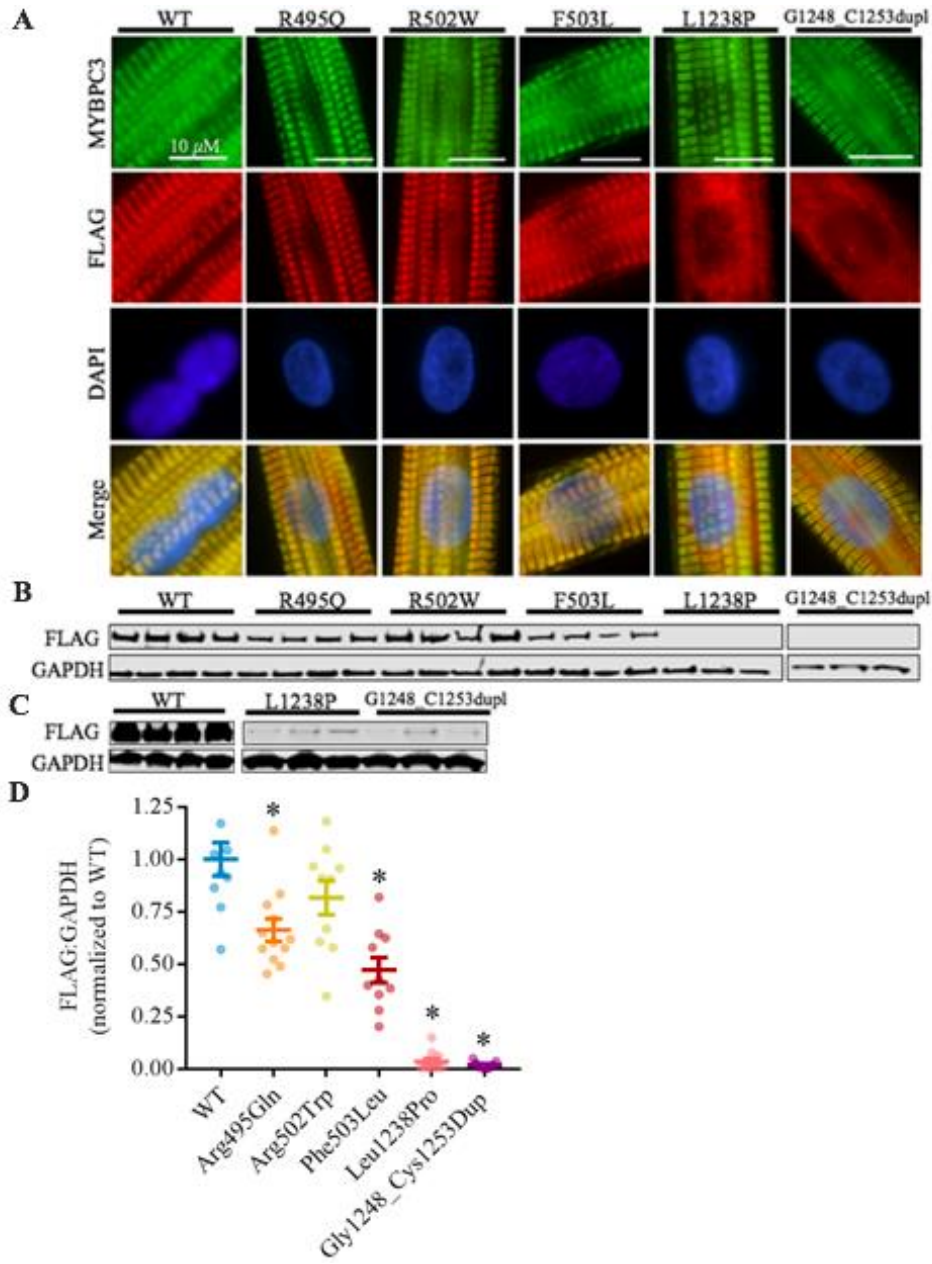 A
WT R495Q R502W F503L L1238P G1248_C1253dupl
MYBPC3
10 μM
FLAG
DAPI
Merge
B
WT R495Q R502W F503L L1238P G1248_C1253dupl
FLAG
GAPDH
C
WT L1238P G1248_C1253dupl
FLAG
GAPDH
D
FLAG:GAPDH
(normalized to WT)
1.25
1.00
0.75
0.50
0.25
0.00
* * * *
WT
Arg495Gln
Arg502Trp
Phe503Leu
Leu1238Pro
Gly1248_Cys1253Dup